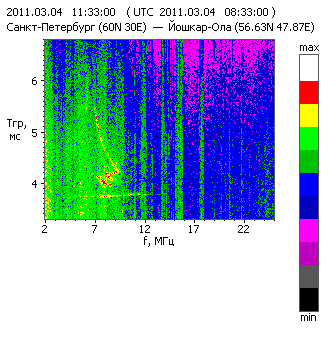 2011.03.04 11:33:00 ( UTC 2011.03.04 08:33:00 )
Санкт-Петербург (60N 30E) — Йошкар-Ола (56.63N 47.87E)
max
6
Tгр,
мс
5
4
2 7 12 17 22
f, МГц
min